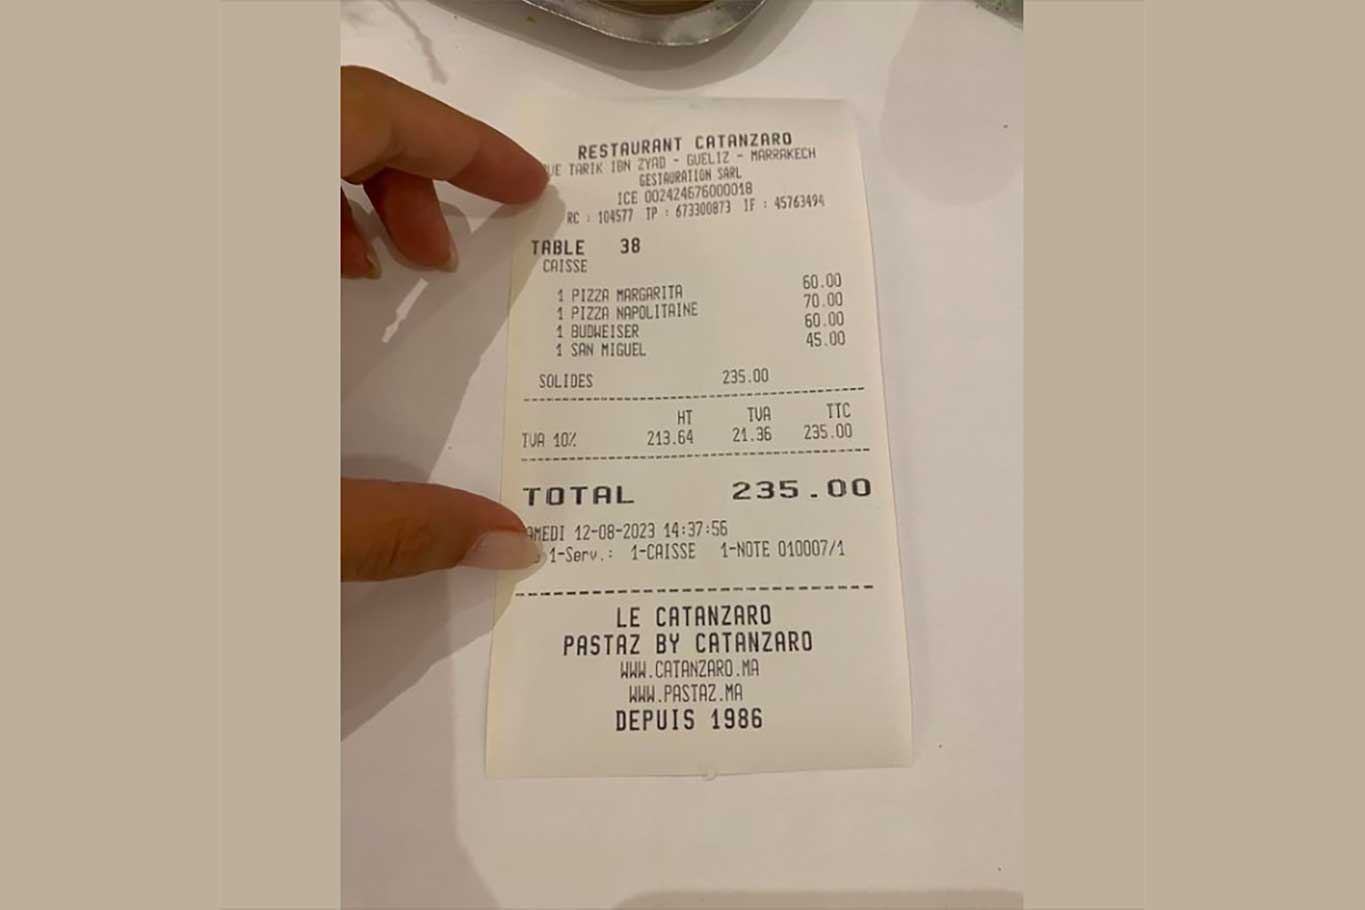 RESTAURANT CATANZARO
TARIK IBN ZYAD - GUELIZ - MARRAKECH
GESTAURATION SARL
ICE 002424676000018
RC : 104577 TP : 673300873 IF : 45763494
TABLE 38
CAISSE
1 PIZZA MARGARITA 60.00
1 PIZZA NAPOLITAINE 70.00
1 BUDWEISER 60.00
1 SAN MIGUEL 45.00
SOLIDES 235.00
HT TVA TTC
TVA 10% 213.64 21.36 235.00
TOTAL 235.00
AMEDI 12-08-2023 14:37:56
1-Serv.: 1-CAISSE 1-NOTE 010007/1
LE CATANZARO
PASTAZ BY CATANZARO
WWW.CATANZARO.MA
WWW.PASTAZ.MA
DEPUIS 1986